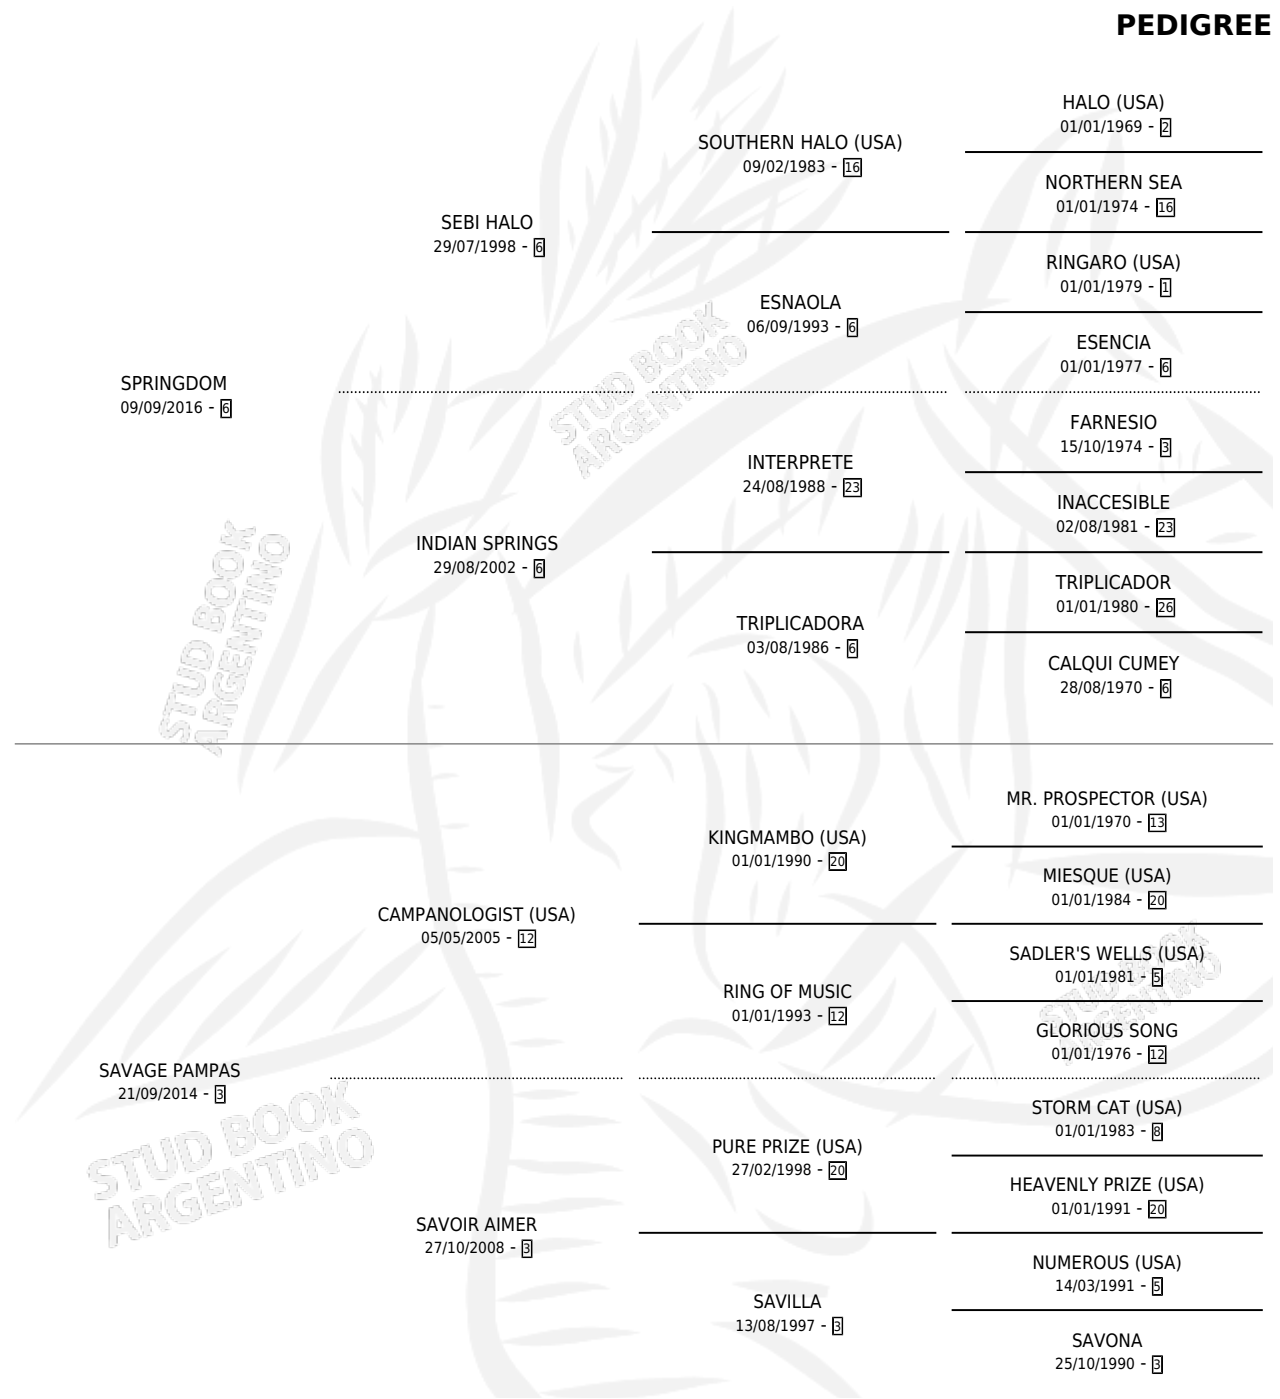 PEDIGREE
HALO (USA)
01/01/1969 - 2
SOUTHERN HALO (USA)
09/02/1983 - 16
NORTHERN SEA
01/01/1974 - 16
SEBI HALO
29/07/1998 - 6
RINGARO (USA)
01/01/1979 - 1
ESNAOLA
06/09/1993 - 6
ESENCIA
01/01/1977 - 6
SPRINGDOM
09/09/2016 - 6
FARNESIO
15/10/1974 - 3
INTERPRETE
24/08/1988 - 23
INACCESIBLE
02/08/1981 - 23
INDIAN SPRINGS
29/08/2002 - 6
TRIPLICADOR
01/01/1980 - 26
TRIPLICADORA
03/08/1986 - 6
CALQUI CUMEY
28/08/1970 - 6
MR. PROSPECTOR (USA)
01/01/1970 - 13
KINGMAMBO (USA)
01/01/1990 - 20
MIESQUE (USA)
01/01/1984 - 20
CAMPANOLOGIST (USA)
05/05/2005 - 12
SADLER'S WELLS (USA)
01/01/1981 - 5
RING OF MUSIC
01/01/1993 - 12
GLORIOUS SONG
01/01/1976 - 12
SAVAGE PAMPAS
21/09/2014 - 3
STORM CAT (USA)
01/01/1983 - 8
PURE PRIZE (USA)
27/02/1998 - 20
HEAVENLY PRIZE (USA)
01/01/1991 - 20
SAVOIR AIMER
27/10/2008 - 3
NUMEROUS (USA)
14/03/1991 - 5
SAVILLA
13/08/1997 - 3
SAVONA
25/10/1990 - 3
STUD BOOK
ARGENTINO
STUD BOOK
ARGENTINO
STUD BOOK
ARGENTINO
STUD BOOK
ARGENTINO